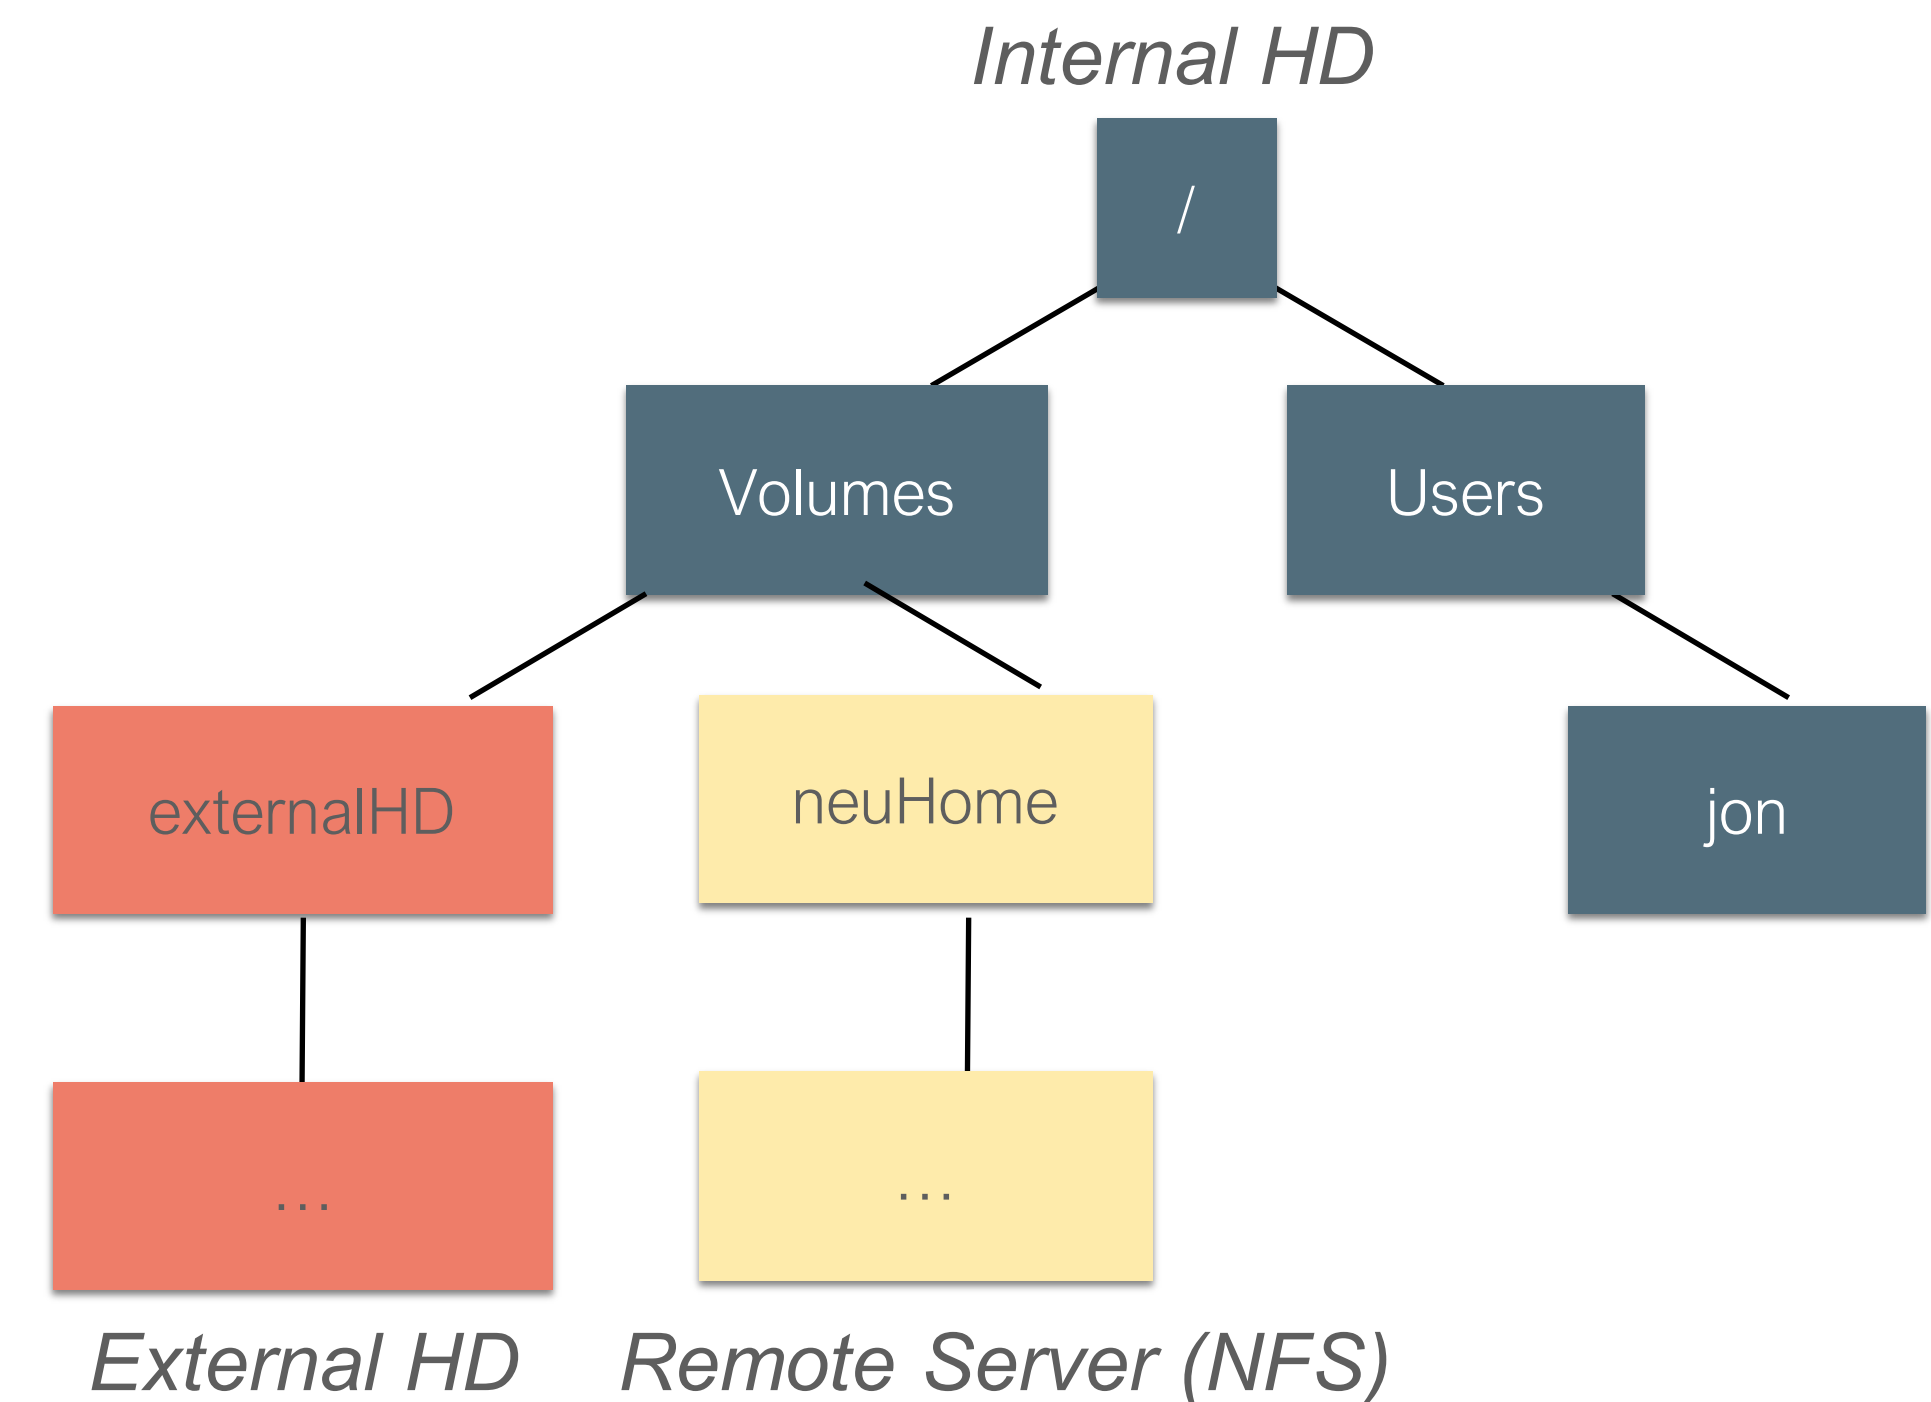 Internal HD
/
Volumes
Users
externalHD
neuHome
jon
...
...
External HD
Remote Server (NFS)